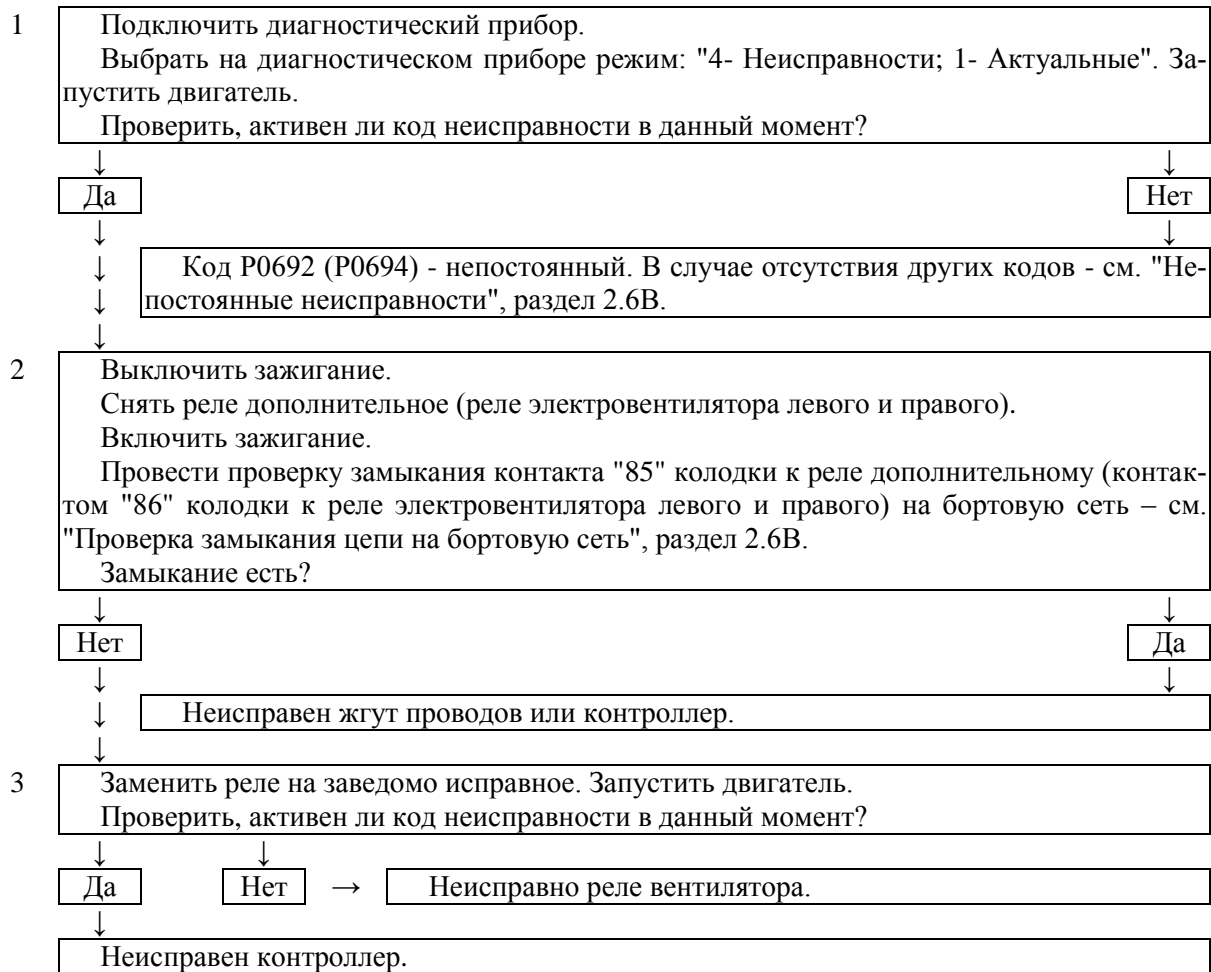 1 Подключить диагностический прибор.
Выбрать на диагностическом приборе режим: "4- Неисправности; 1- Актуальные". За-
пустить двигатель.
Проверить, активен ли код неисправности в данный момент?
↓ ↓
Да Нет
↓ ↓
↓ Код Р0692 (Р0694) - непостоянный. В случае отсутствия других кодов - см. "Не-
↓ постоянные неисправности", раздел 2.6В.
↓
2 Выключить зажигание.
Снять реле дополнительное (реле электровентилятора левого и правого).
Включить зажигание.
Провести проверку замыкания контакта "85" колодки к реле дополнительному (контак-
том "86" колодки к реле электровентилятора левого и правого) на бортовую сеть – см.
"Проверка замыкания цепи на бортовую сеть", раздел 2.6В.
Замыкание есть?
↓ ↓
Нет Да
↓ ↓
↓ Неисправен жгут проводов или контроллер.
↓
3 Заменить реле на заведомо исправное. Запустить двигатель.
Проверить, активен ли код неисправности в данный момент?
↓ ↓
Да Нет → Неисправно реле вентилятора.
↓
Неисправен контроллер.